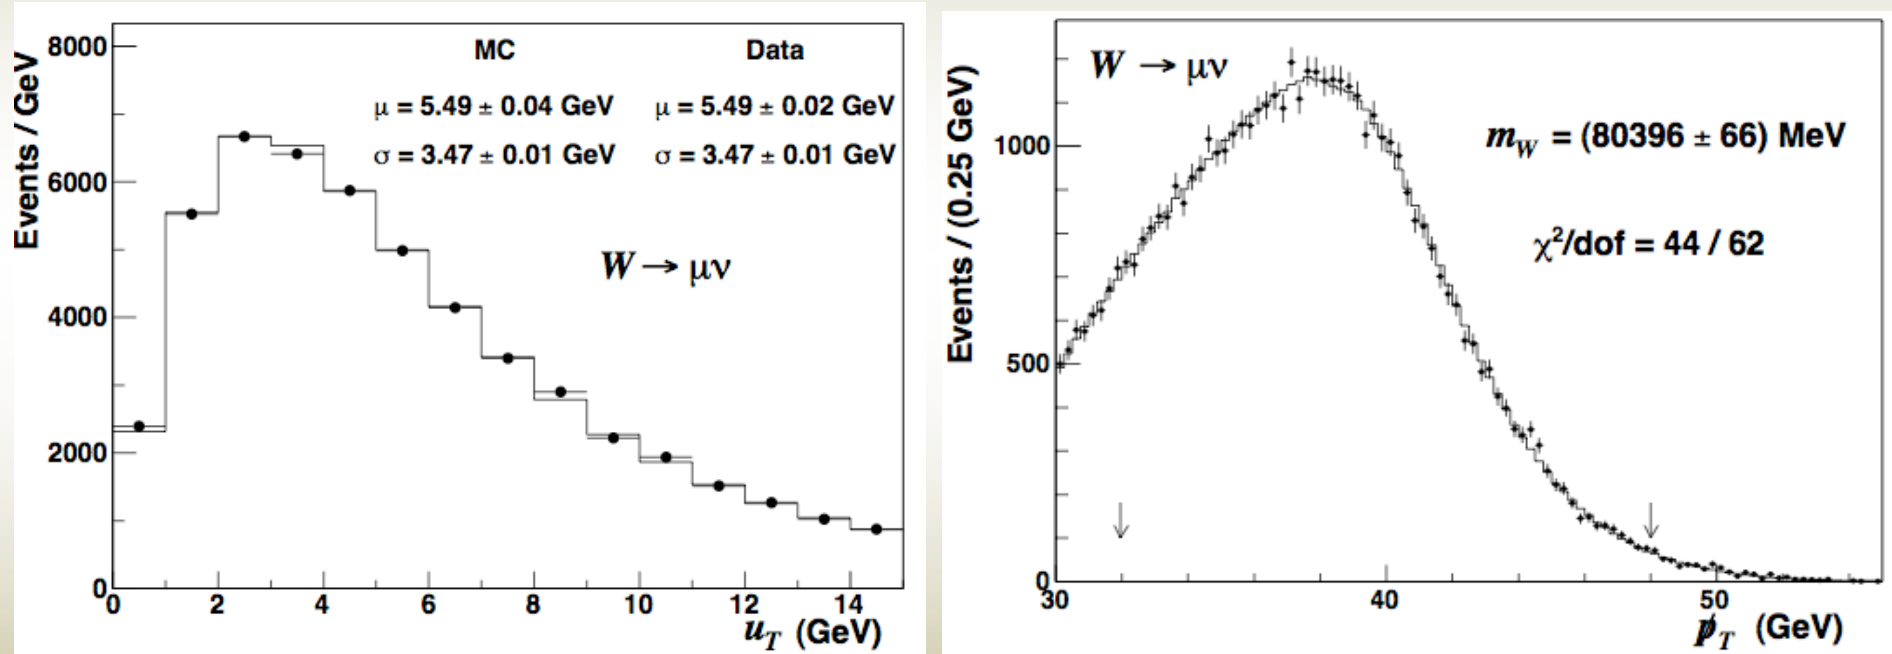 Events / GeV
8000
6000
4000
2000
0
MC Data
μ = 5.49 ± 0.04 GeV μ = 5.49 ± 0.02 GeV
σ = 3.47 ± 0.01 GeV σ = 3.47 ± 0.01 GeV
W → μν
0 2 4 6 8 10 12 14
u_T (GeV)
Events / (0.25 GeV)
1000
500
0
W → μν
m_W = (80396 ± 66) MeV
χ²/dof = 44 / 62
30 40 50
p̸_T (GeV)